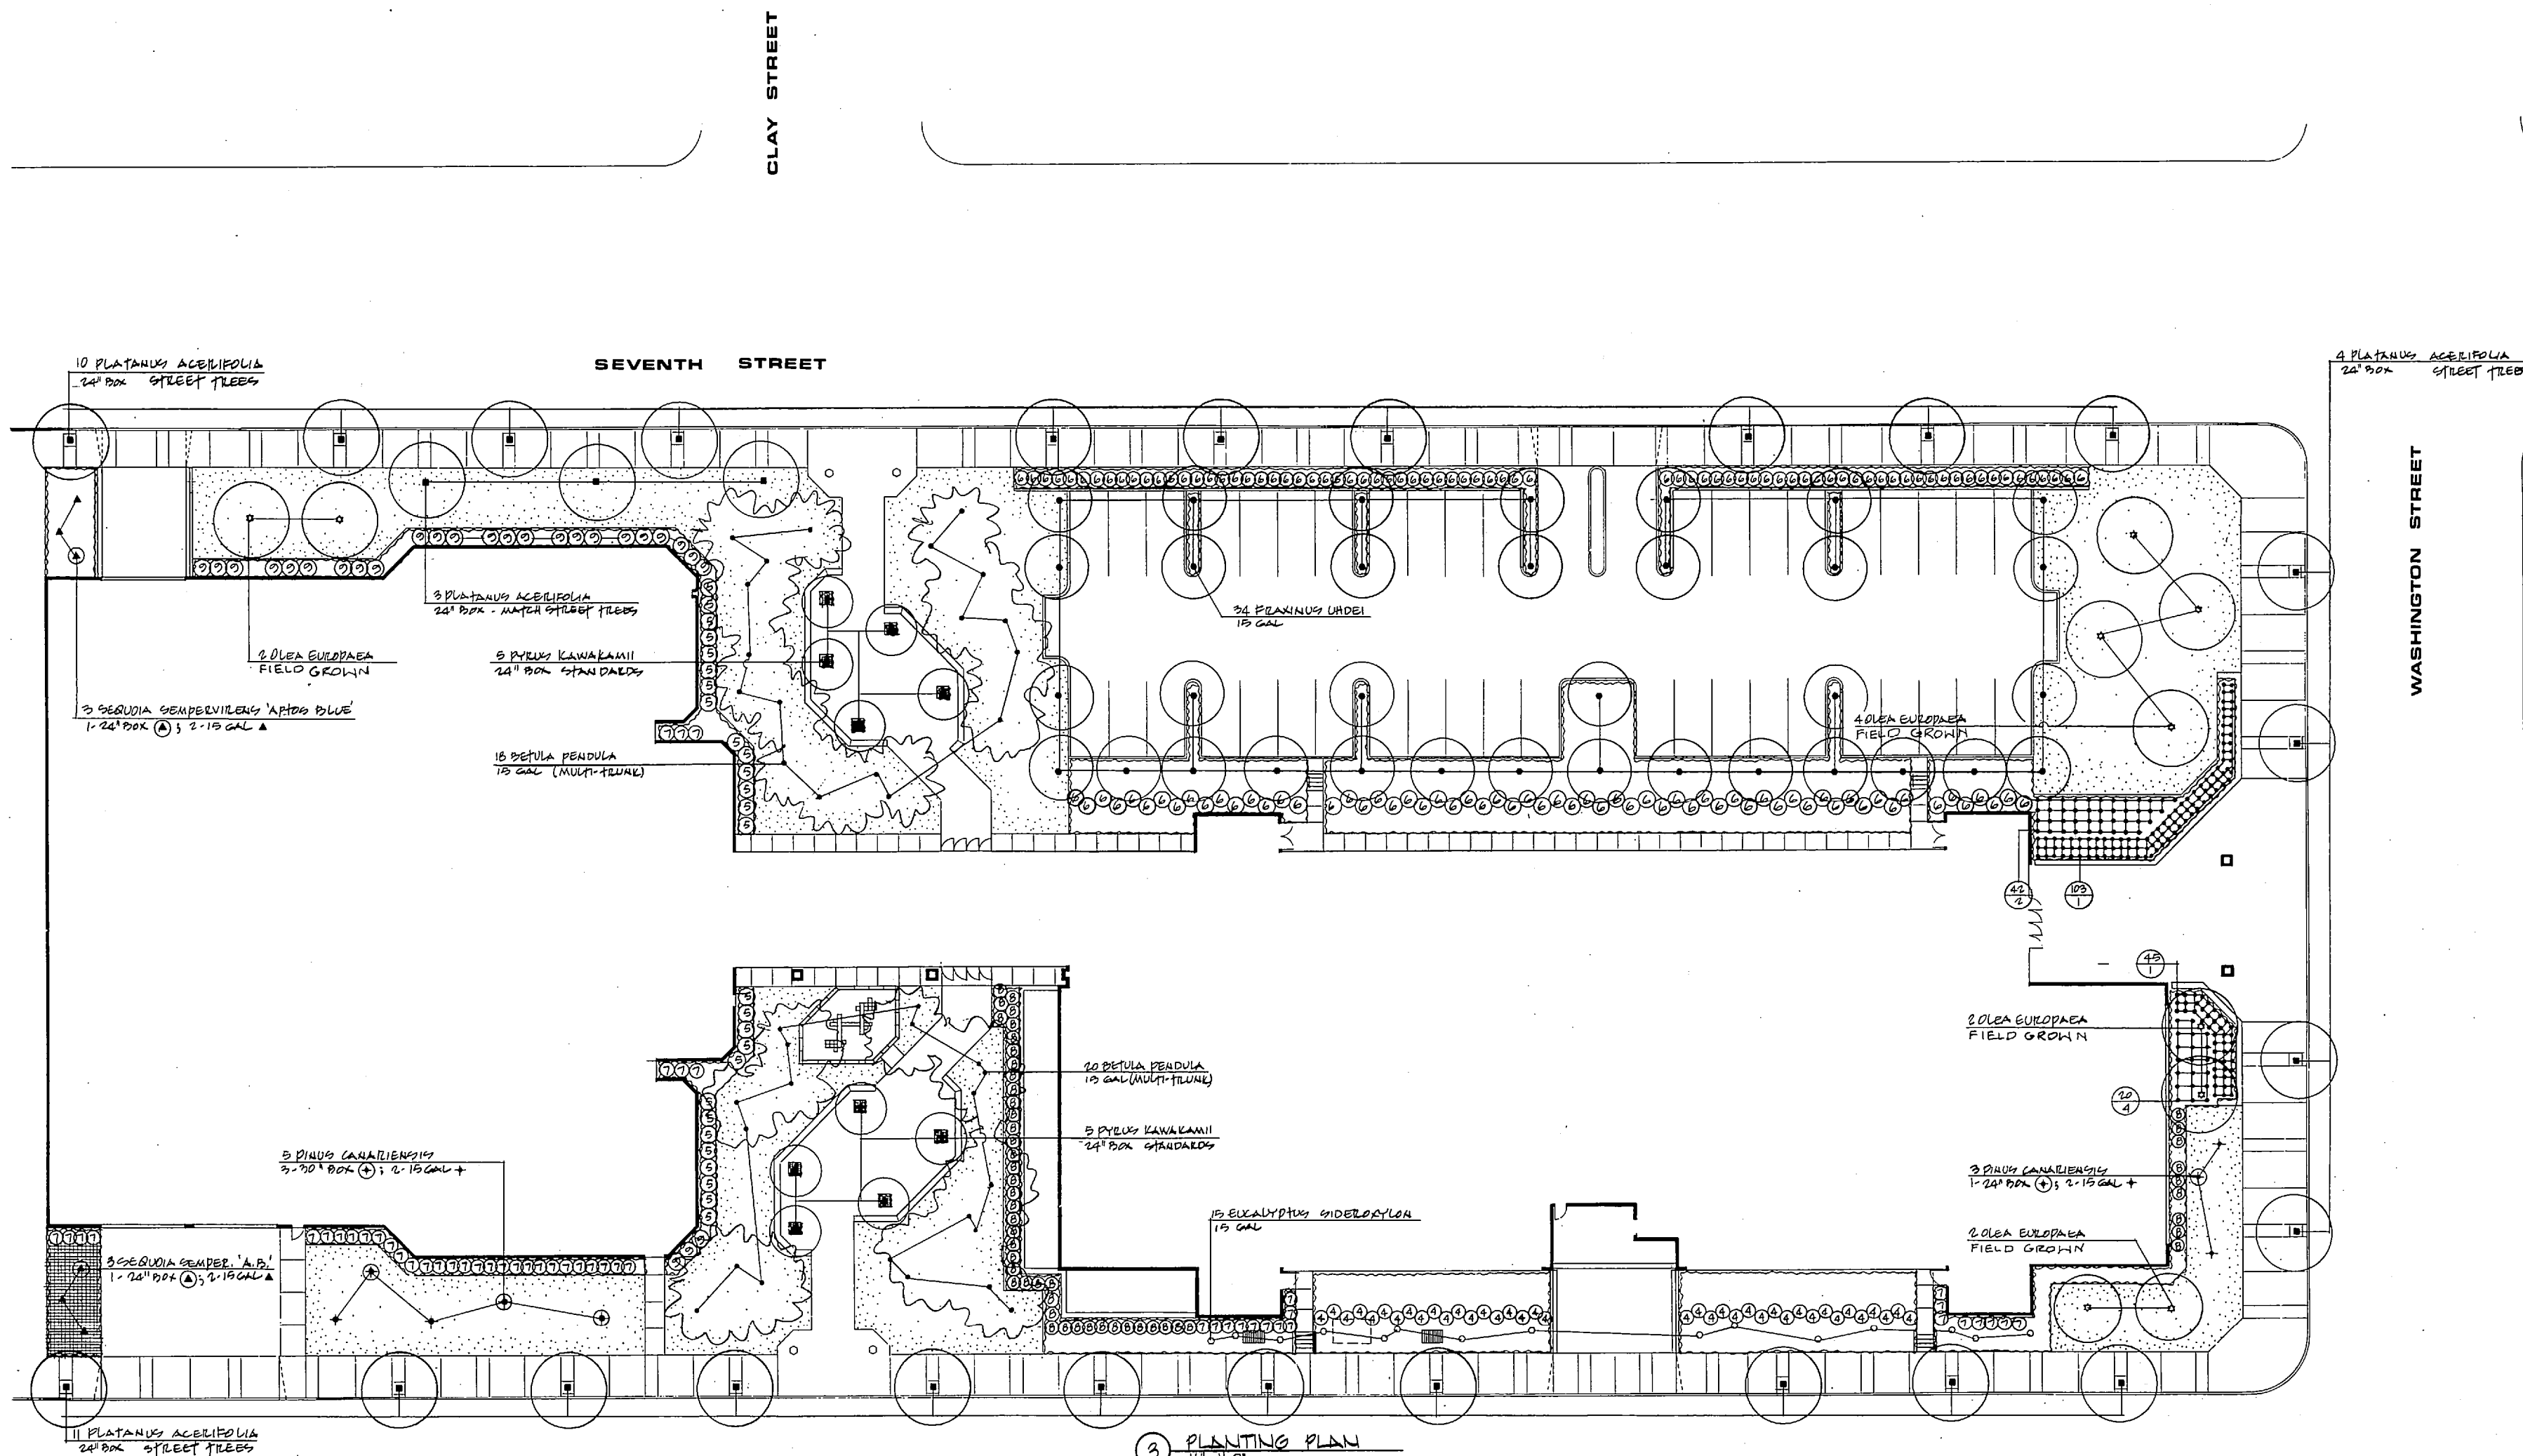 CLAY STREET
10 PLATANUS ACERIFOLIA
24" BOX STREET TREES
SEVENTH STREET
4 PLATANUS ACERIFOLIA
24" BOX STREET TREES
WASHINGTON STREET
3 PLATANUS ACERIFOLIA
24" BOX - MATCH STREET TREES
34 FRAXINUS UHDEI
15 GAL
2 OLEA EUROPAEA
FIELD GROWN
5 PYRUS KAWAKAMII
24" BOX STANDARDS
3 SEQUOIA SEMPERVIRENS 'APTOS BLUE'
1-24" BOX ; 2-15 GAL ▲
4 OLEA EUROPAEA
FIELD GROWN
18 BETULA PENDULA
15 GAL (MULTI-TRUNK)
42
2
103
1
45
1
2 OLEA EUROPAEA
FIELD GROWN
20 BETULA PENDULA
15 GAL (MULTI-TRUNK)
20
4
5 PYRUS KAWAKAMII
24" BOX STANDARDS
5 PINUS CANARIENSIS
3-30" BOX ; 2-15 GAL +
3 PINUS CANARIENSIS
1-24" BOX ; 2-15 GAL +
15 EUCALYPTUS SIDEROXYLON
15 GAL
2 OLEA EUROPAEA
FIELD GROWN
3 SEQUOIA SEMPER. 'A.B.'
1-24" BOX ; 2-15 GAL ▲
11 PLATANUS ACERIFOLIA
24" BOX STREET TREES
3 PLANTING PLAN